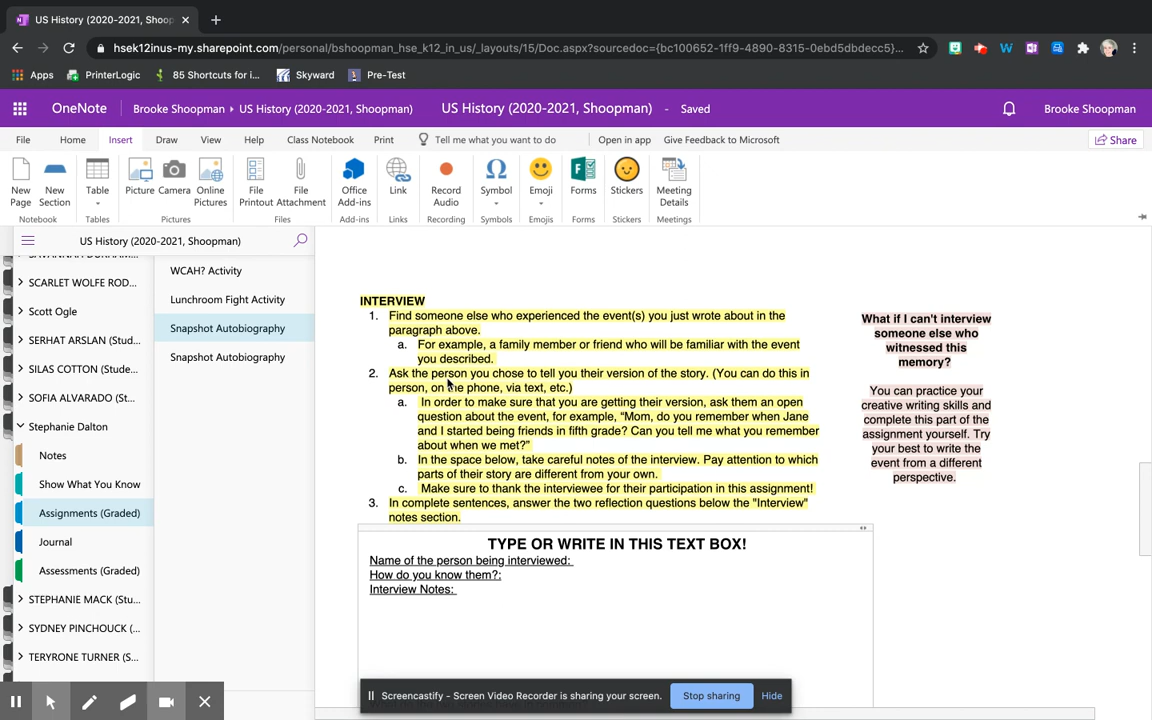 US History (2020-2021, Shoop
hsek12inus-my.sharepoint.com/personal/bshoopman_hse_k12_in_us/_layouts/15/Doc.aspx?sourcedoc={bc100652-1ff9-4890-8315-0ebd5dbdecc5}...
Apps PrinterLogic 85 Shortcuts for i... Skyward Pre-Test
OneNote Brooke Shoopman US History (2020-2021, Shoopman) US History (2020-2021, Shoopman) - Saved Brooke Shoopman
File Home Insert Draw View Help Class Notebook Print Tell me what you want to do Open in app Give Feedback to Microsoft Share
New Page New Section Table Picture Camera Online Pictures File Printout File Attachment Office Add-ins Link Record Audio Symbol Emoji Forms Stickers Meeting Details
Notebook Tables Pictures Files Add-ins Links Recording Symbols Emojis Forms Stickers Meetings
US History (2020-2021, Shoopman)
SCARLET WOLFE ROD...
Scott Ogle
SERHAT ARSLAN (Stud...
SILAS COTTON (Stude...
SOFIA ALVARADO (St...
Stephanie Dalton
Notes
Show What You Know
Assignments (Graded)
Journal
Assessments (Graded)
STEPHANIE MACK (Stu...
SYDNEY PINCHOUCK (...
TERYRONE TURNER (S...
WCAH? Activity
Lunchroom Fight Activity
Snapshot Autobiography
Snapshot Autobiography
INTERVIEW
1. Find someone else who experienced the event(s) you just wrote about in the
paragraph above.
a. For example, a family member or friend who will be familiar with the event
you described.
2. Ask the person you chose to tell you their version of the story. (You can do this in
person, on the phone, via text, etc.)
a. In order to make sure that you are getting their version, ask them an open
question about the event, for example, “Mom, do you remember when Jane
and I started being friends in fifth grade? Can you tell me what you remember
about when we met?”
b. In the space below, take careful notes of the interview. Pay attention to which
parts of their story are different from your own.
c. Make sure to thank the interviewee for their participation in this assignment!
3. In complete sentences, answer the two reflection questions below the "Interview"
notes section.
What if I can't interview
someone else who
witnessed this
memory?
You can practice your
creative writing skills and
complete this part of the
assignment yourself. Try
your best to write the
event from a different
perspective.
TYPE OR WRITE IN THIS TEXT BOX!
Name of the person being interviewed:
How do you know them?:
Interview Notes:
Screencastify - Screen Video Recorder is sharing your screen. Stop sharing Hide